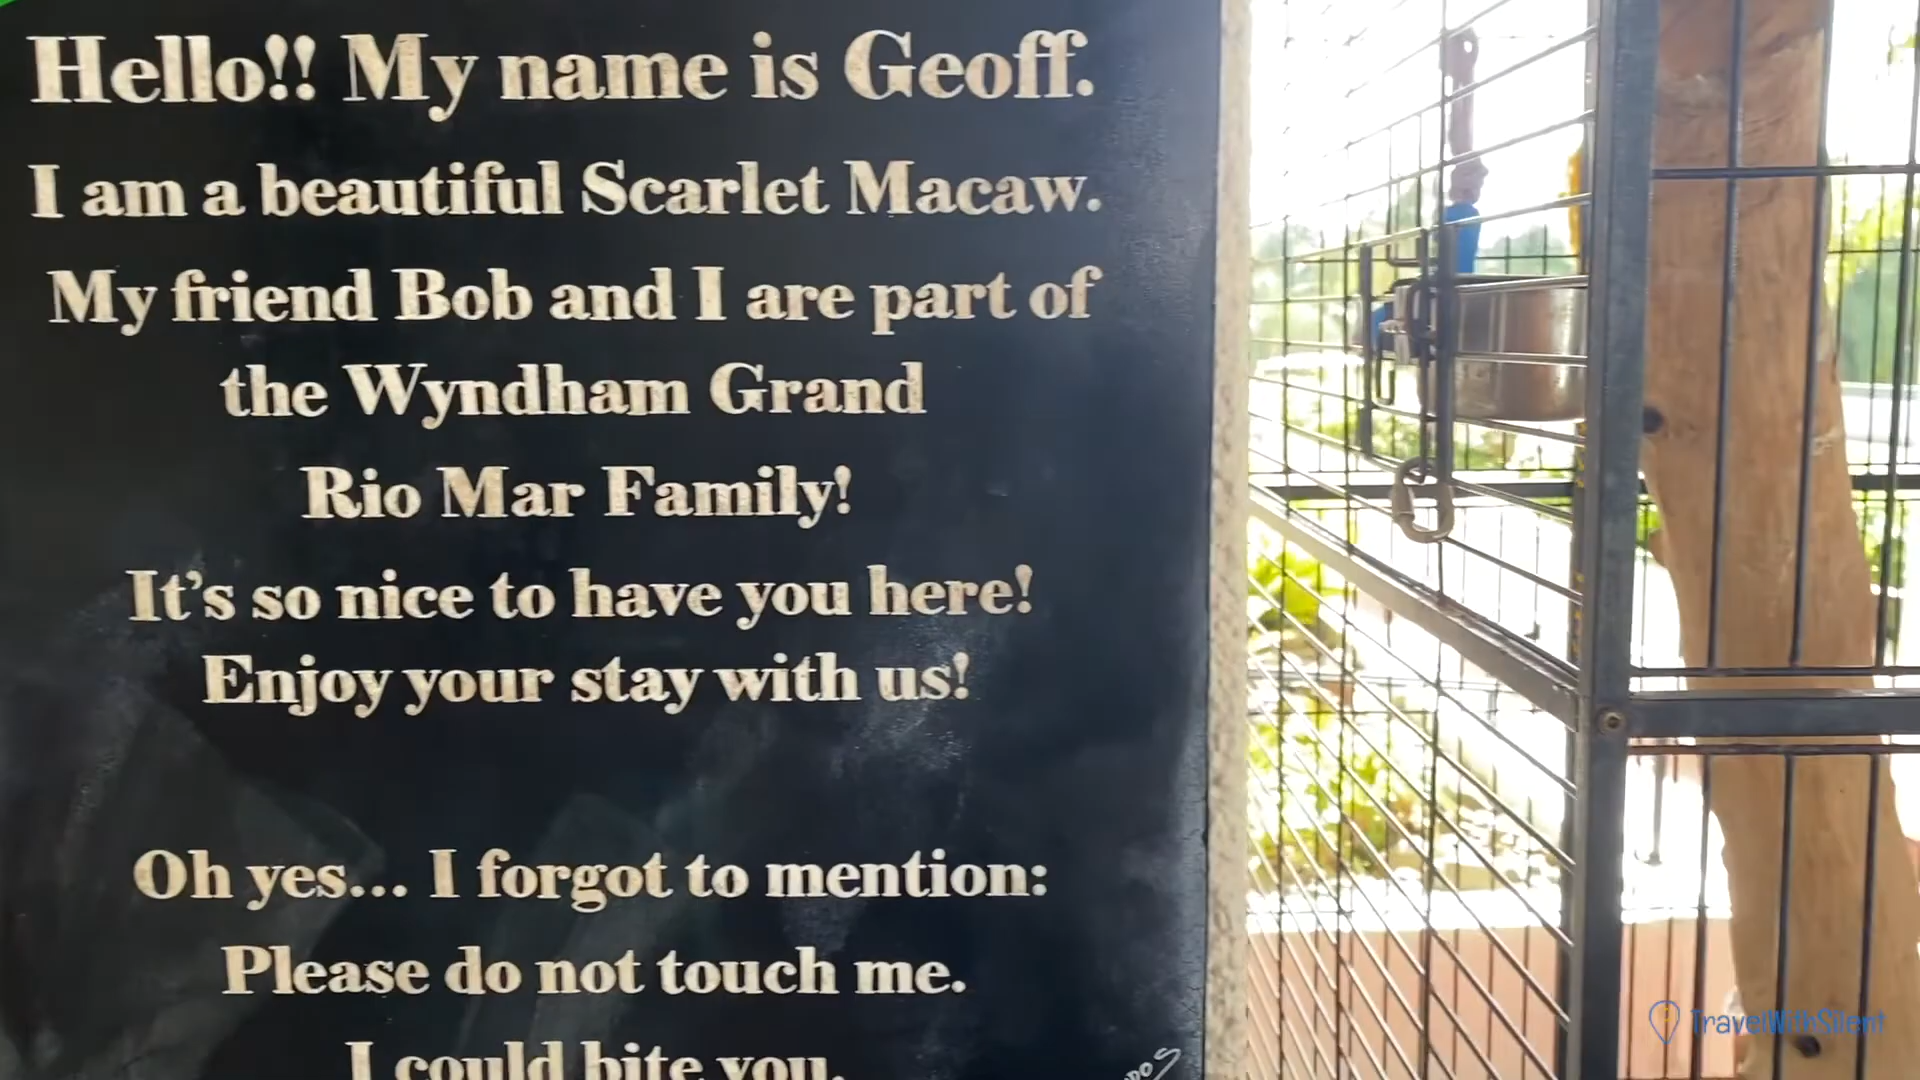 Hello!! My name is Geoff.
I am a beautiful Scarlet Macaw.
My friend Bob and I are part of
the Wyndham Grand
Rio Mar Family!
It's so nice to have you here!
Enjoy your stay with us!
Oh yes... I forgot to mention:
Please do not touch me.
I could bite you.
TravelWithSilent